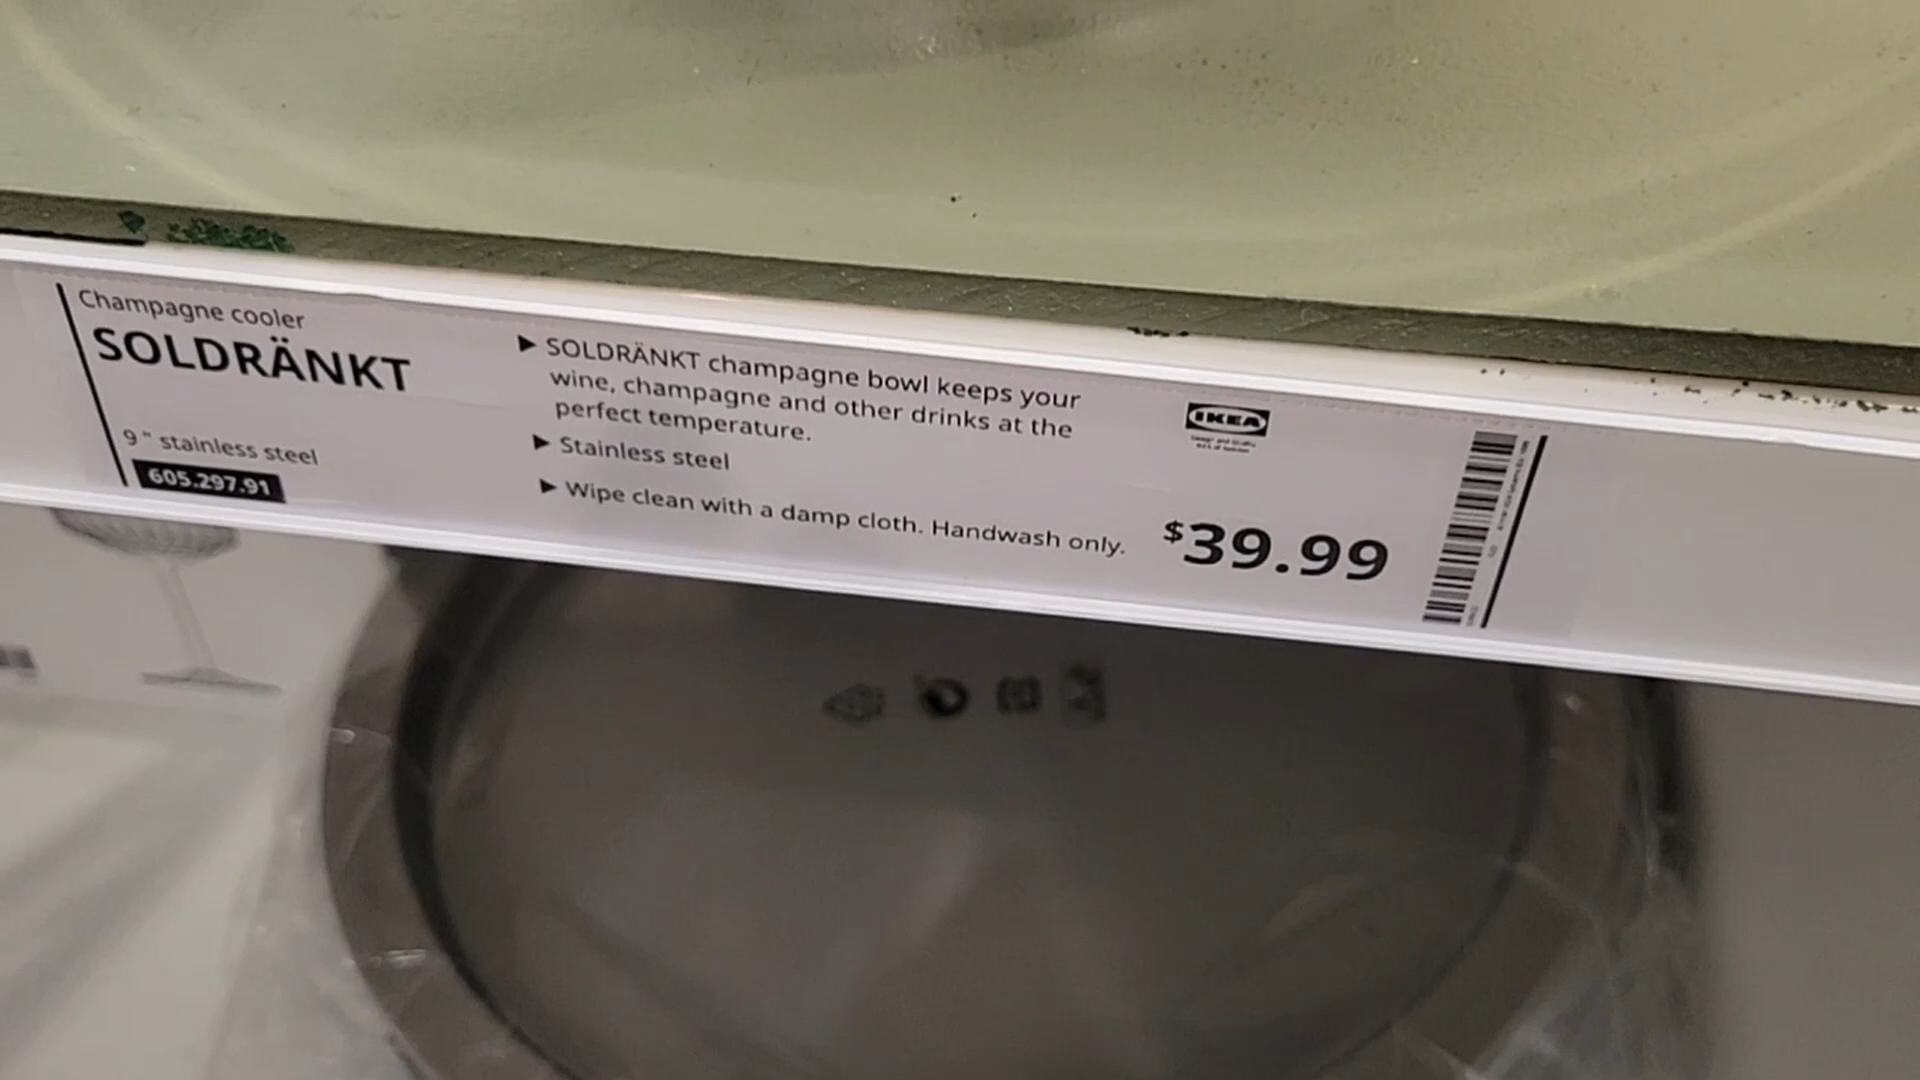 Champagne cooler
SOLDRÄNKT
9" stainless steel
605.297.91
▶ SOLDRÄNKT champagne bowl keeps your
wine, champagne and other drinks at the
perfect temperature.
▶ Stainless steel
▶ Wipe clean with a damp cloth. Handwash only.
IKEA
$39.99